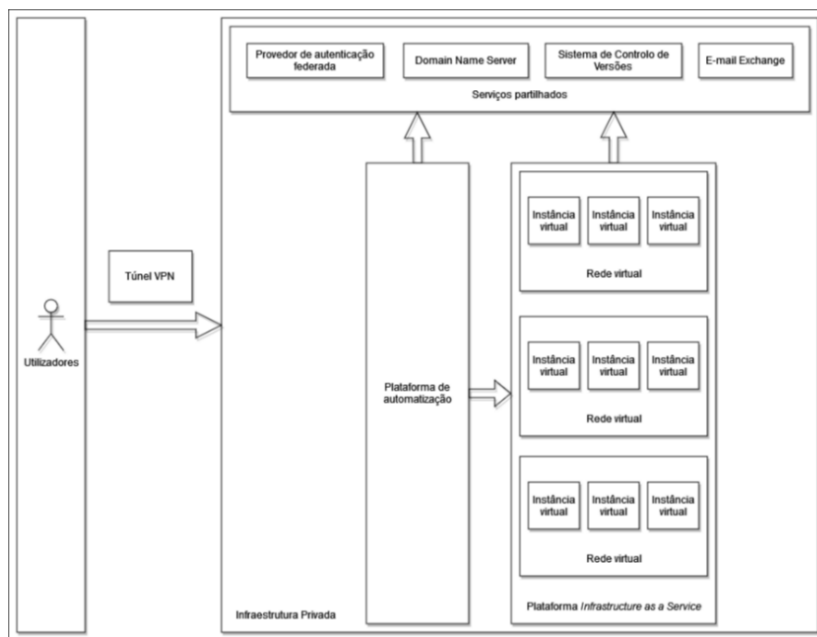 Provedor de autenticação
federada
Domain Name Server
Sistema de Controlo de
Versões
E-mail Exchange
Serviços partilhados
Túnel VPN
Utilizadores
Plataforma de
automatização
Instância
virtual
Instância
virtual
Instância
virtual
Rede virtual
Instância
virtual
Instância
virtual
Instância
virtual
Rede virtual
Instância
virtual
Instância
virtual
Instância
virtual
Rede virtual
Infraestrutura Privada
Plataforma Infrastructure as a Service